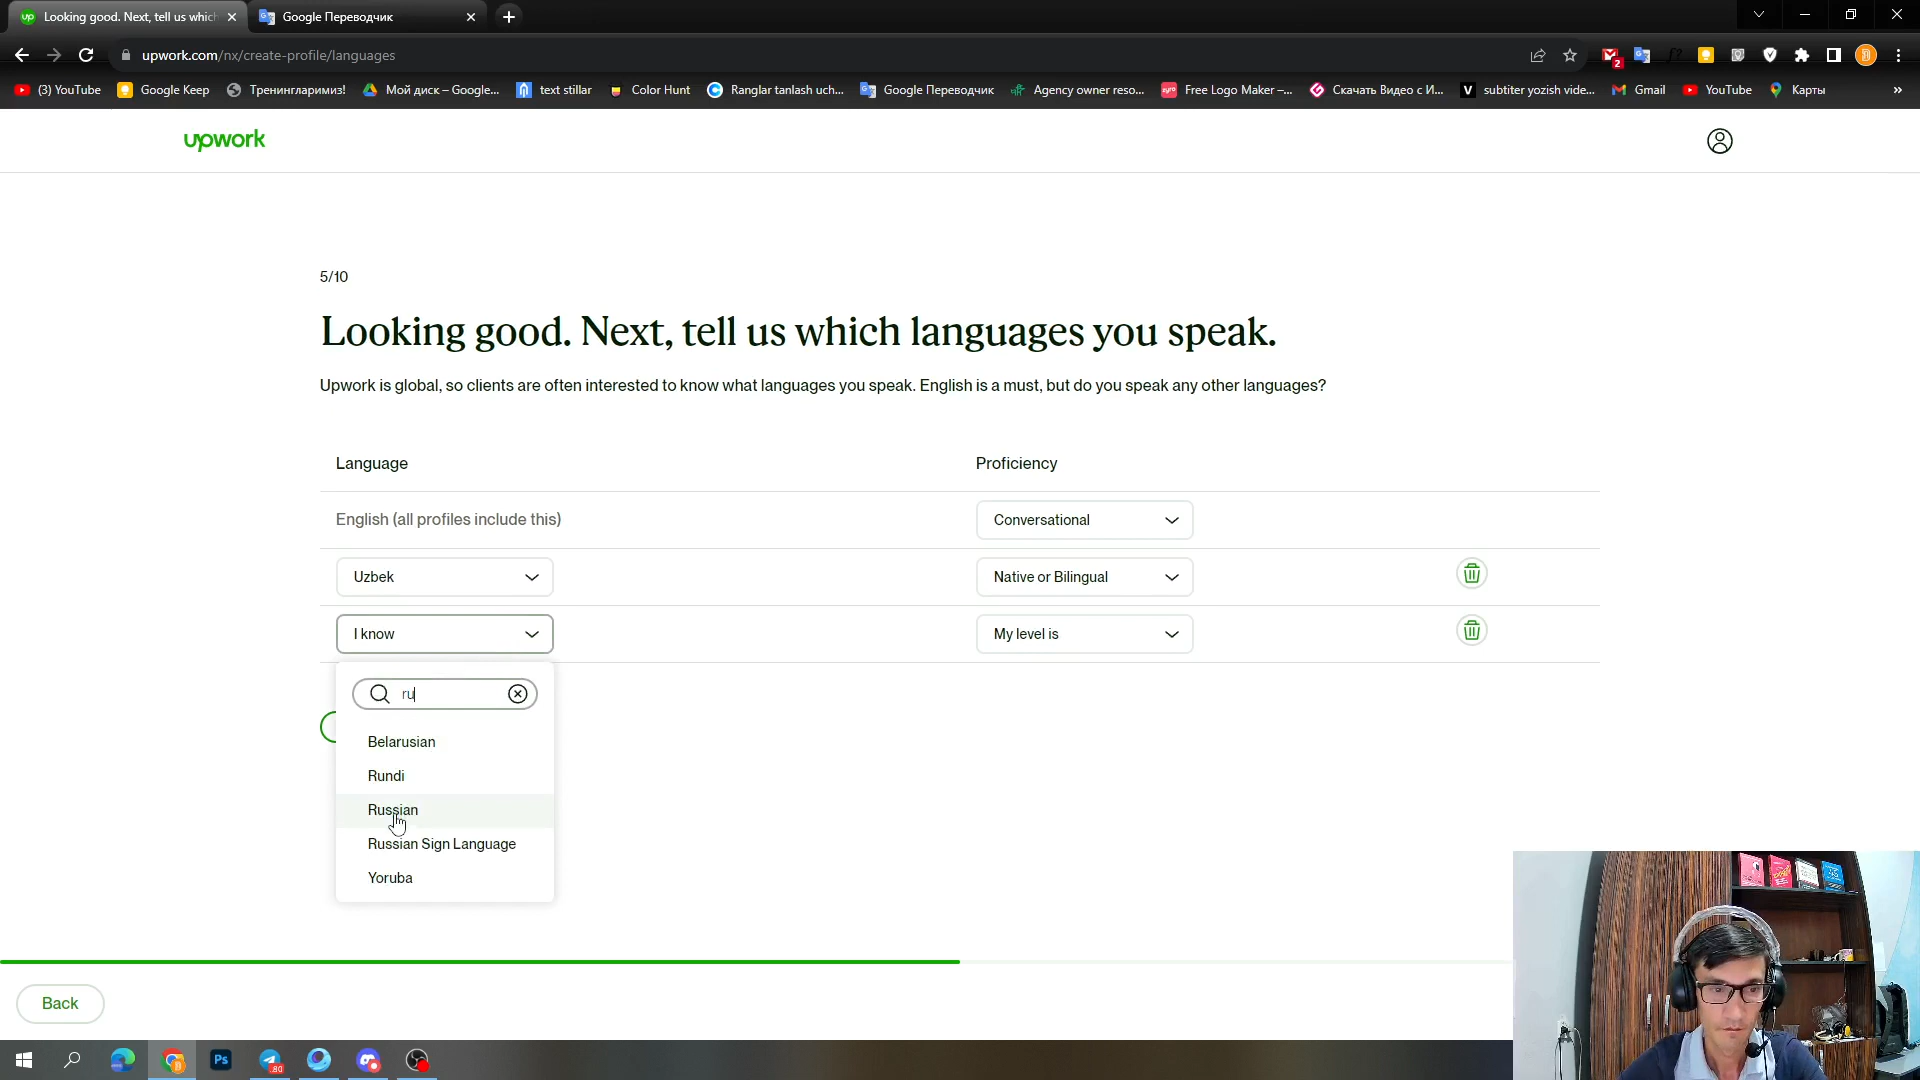 Looking good. Next, tell us which
Google Переводчик
upwork.com/nx/create-profile/languages
2
(3) YouTube
Google Keep
Тренингларимиз!
Мой диск – Google...
text stillar
Color Hunt
Ranglar tanlash uch...
Google Переводчик
Agency owner reso...
Free Logo Maker –...
Скачать Видео с И...
subtiter yozish vide...
Gmail
YouTube
Карты
upwork
5/10
Looking good. Next, tell us which languages you speak.
Upwork is global, so clients are often interested to know what languages you speak. English is a must, but do you speak any other languages?
Language
Proficiency
English (all profiles include this)
Conversational
Uzbek
Native or Bilingual
I know
My level is
ru
Belarusian
Rundi
Russian
Russian Sign Language
Yoruba
Back
Ps
80